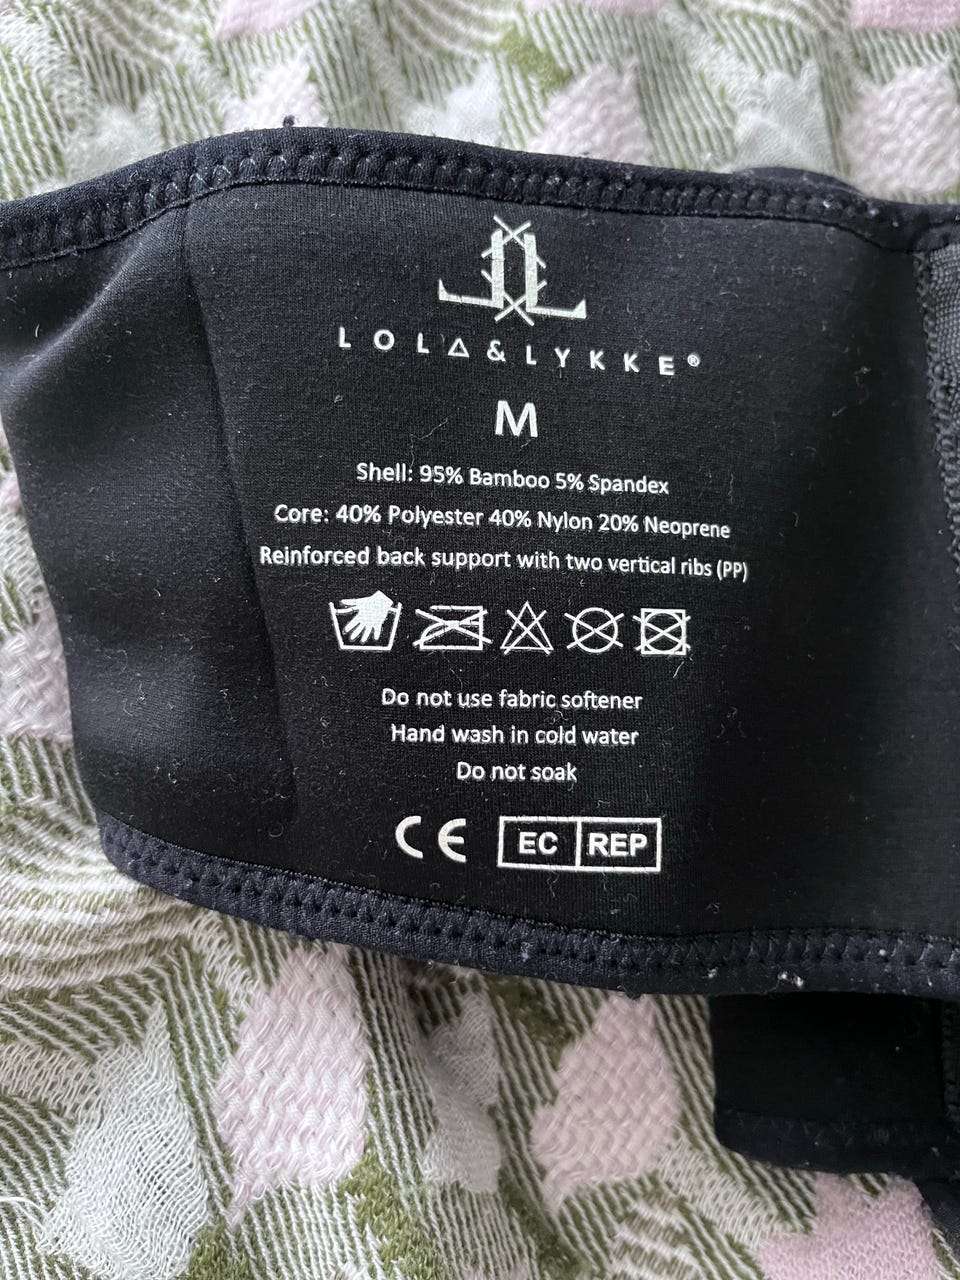 LOLA&LYKKE®
M
Shell: 95% Bamboo 5% Spandex
Core: 40% Polyester 40% Nylon 20% Neoprene
Reinforced back support with two vertical ribs (PP)
Do not use fabric softener
Hand wash in cold water
Do not soak
CE EC REP